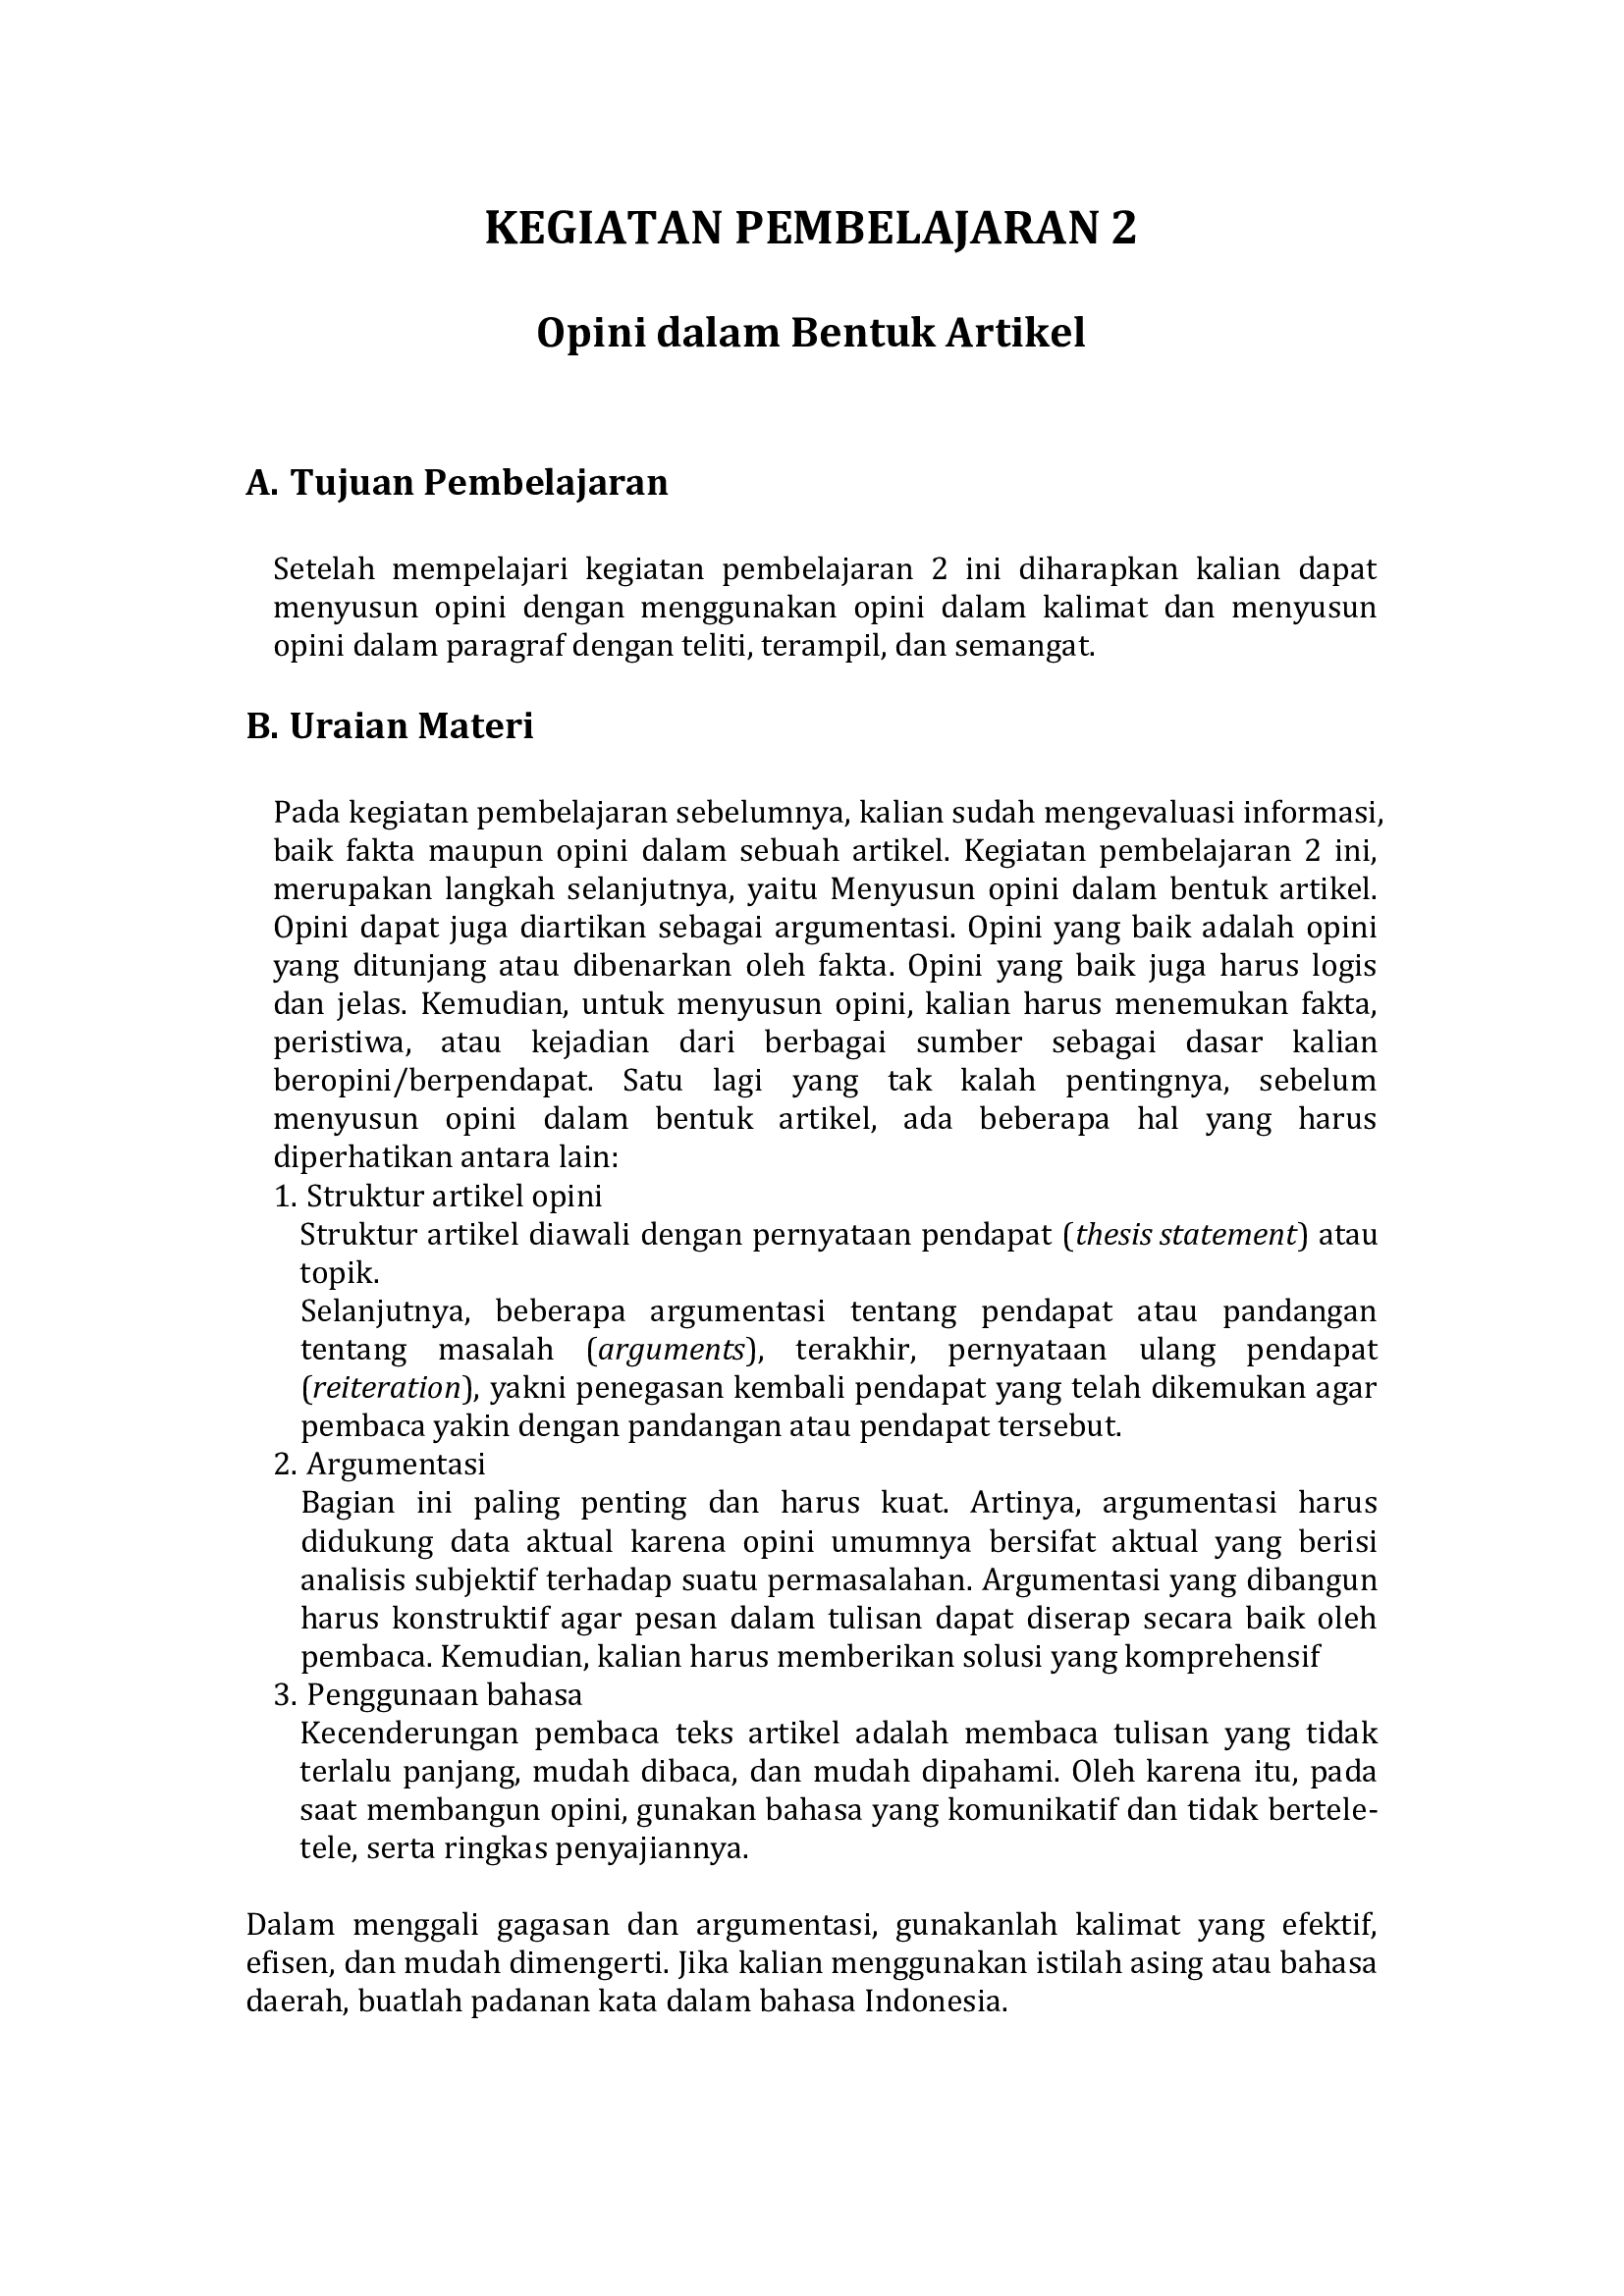 KEGIATAN PEMBELAJARAN 2
Opini dalam Bentuk Artikel
A. Tujuan Pembelajaran
Setelah mempelajari kegiatan pembelajaran 2 ini diharapkan kalian dapat
menyusun opini dengan menggunakan opini dalam kalimat dan menyusun
opini dalam paragraf dengan teliti, terampil, dan semangat.
B. Uraian Materi
Pada kegiatan pembelajaran sebelumnya, kalian sudah mengevaluasi informasi,
baik fakta maupun opini dalam sebuah artikel. Kegiatan pembelajaran 2 ini,
merupakan langkah selanjutnya, yaitu Menyusun opini dalam bentuk artikel.
Opini dapat juga diartikan sebagai argumentasi. Opini yang baik adalah opini
yang ditunjang atau dibenarkan oleh fakta. Opini yang baik juga harus logis
dan jelas. Kemudian, untuk menyusun opini, kalian harus menemukan fakta,
peristiwa, atau kejadian dari berbagai sumber sebagai dasar kalian
beropini/berpendapat. Satu lagi yang tak kalah pentingnya, sebelum
menyusun opini dalam bentuk artikel, ada beberapa hal yang harus
diperhatikan antara lain:
1. Struktur artikel opini
Struktur artikel diawali dengan pernyataan pendapat (thesis statement) atau
topik.
Selanjutnya, beberapa argumentasi tentang pendapat atau pandangan
tentang masalah (arguments), terakhir, pernyataan ulang pendapat
(reiteration), yakni penegasan kembali pendapat yang telah dikemukan agar
pembaca yakin dengan pandangan atau pendapat tersebut.
2. Argumentasi
Bagian ini paling penting dan harus kuat. Artinya, argumentasi harus
didukung data aktual karena opini umumnya bersifat aktual yang berisi
analisis subjektif terhadap suatu permasalahan. Argumentasi yang dibangun
harus konstruktif agar pesan dalam tulisan dapat diserap secara baik oleh
pembaca. Kemudian, kalian harus memberikan solusi yang komprehensif
3. Penggunaan bahasa
Kecenderungan pembaca teks artikel adalah membaca tulisan yang tidak
terlalu panjang, mudah dibaca, dan mudah dipahami. Oleh karena itu, pada
saat membangun opini, gunakan bahasa yang komunikatif dan tidak bertele-
tele, serta ringkas penyajiannya.
Dalam menggali gagasan dan argumentasi, gunakanlah kalimat yang efektif,
efisen, dan mudah dimengerti. Jika kalian menggunakan istilah asing atau bahasa
daerah, buatlah padanan kata dalam bahasa Indonesia.